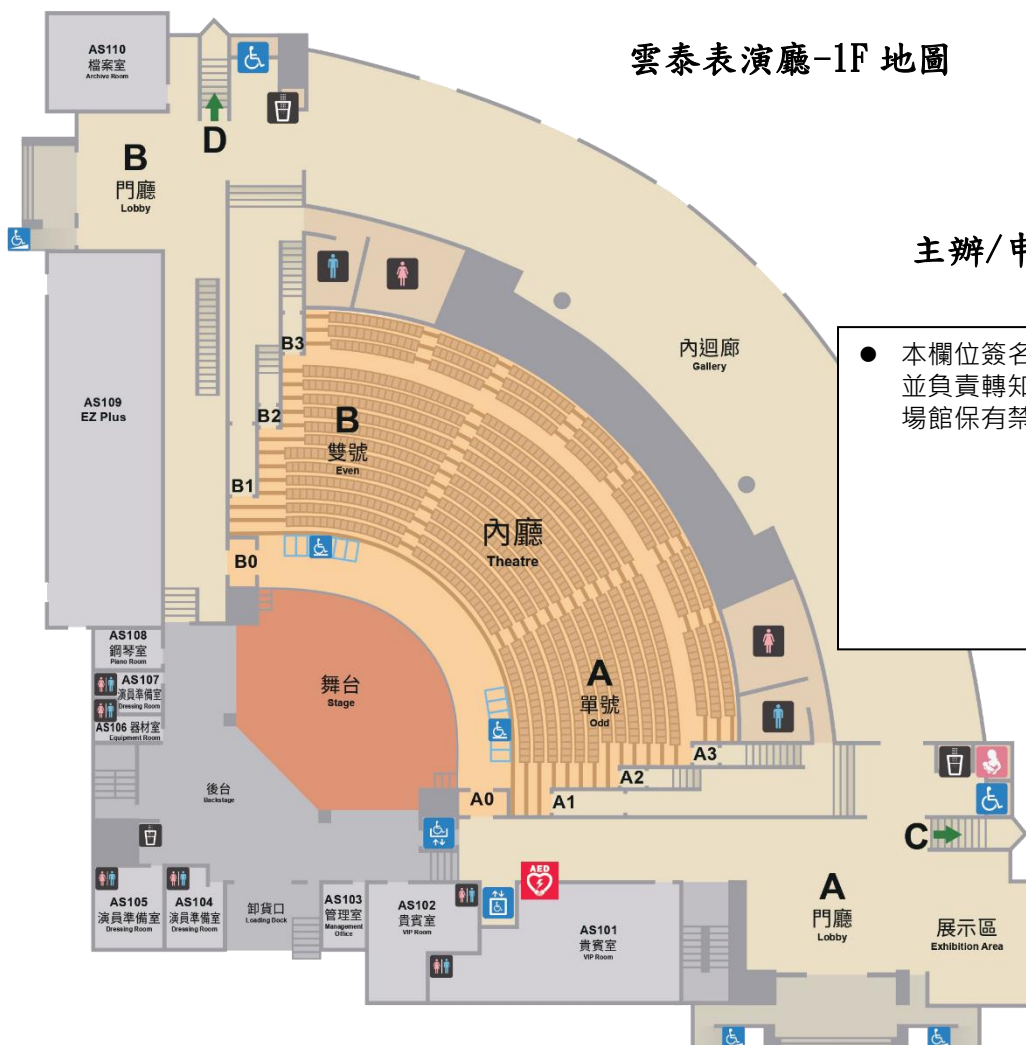 雲泰表演廳-1F 地圖
AS110
檔案室
Archive Room
D
B
門廳
Lobby
主辦/申
● 本欄位簽名
並負責轉知
場館保有禁
內迴廊
Gallery
AS109
EZ Plus
B3
B2
B1
B0
B
雙號
Even
內廳
Theatre
A
單號
Odd
舞台
Stage
AS108
鋼琴室
Piano Room
AS107
演員準備室
Dressing Room
AS106 器材室
Equipment Room
後台
Backstage
A3
A2
A1
A0
C
AED
A
門廳
Lobby
展示區
Exhibition Area
AS105
演員準備室
Dressing Room
AS104
演員準備室
Dressing Room
卸貨口
Loading Dock
AS103
管理室
Management
Office
AS102
貴賓室
VIP Room
AS101
貴賓室
VIP Room